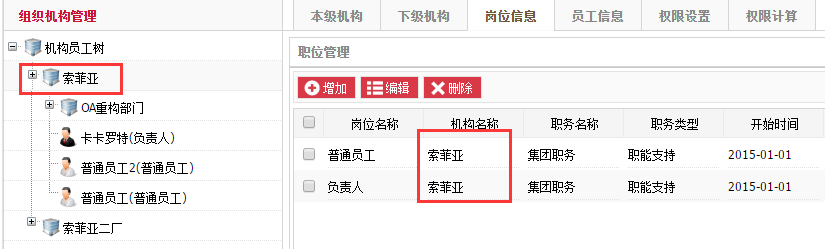 组织机构管理
机构员工树
索菲亚
OA重构部门
卡卡罗特(负责人)
普通员工2(普通员工)
普通员工(普通员工)
索菲亚二厂
本级机构 下级机构 岗位信息 员工信息 权限设置 权限计算
职位管理
增加 编辑 删除
岗位名称 机构名称 职务名称 职务类型 开始时间
普通员工 索菲亚 集团职务 职能支持 2015-01-01
负责人 索菲亚 集团职务 职能支持 2015-01-01